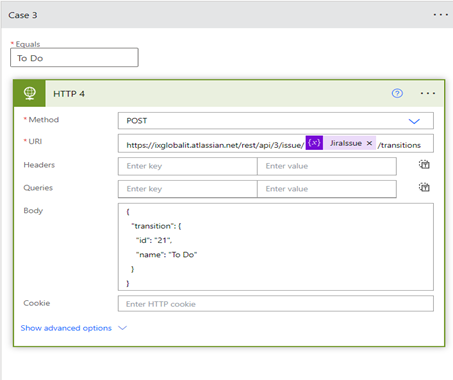 Case 3
* Equals
To Do
HTTP 4
* Method
POST
* URI
https://ixglobalit.atlassian.net/rest/api/3/issue/ {x} JiraIssue × /transitions
Headers
Enter key
Enter value
Queries
Enter key
Enter value
Body
{
"transition": {
"id": "21",
"name": "To Do"
}
}
Cookie
Enter HTTP cookie
Show advanced options